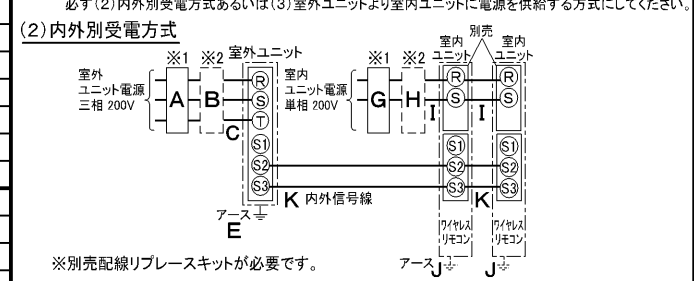 必ず(2)内外別受電方式あるいは(3)室外ユニットより室内ユニットに電源を供給する方式にしてください。
(2)内外別受電方式
別売
※1 ※2 室外ユニット ※1 ※2 室内ユニット 室内ユニット
室外
ユニット電源
三相 200V
A B C
R
S
T
S1
S2
S3
室内
ユニット電源
単相 200V
G H I I
R
S
S1
S2
S3
R
S
S1
S2
S3
K 内外信号線 K
アース
E
ワイヤレス
リモコン
ワイヤレス
リモコン
※別売配線リプレースキットが必要です。
アース J J